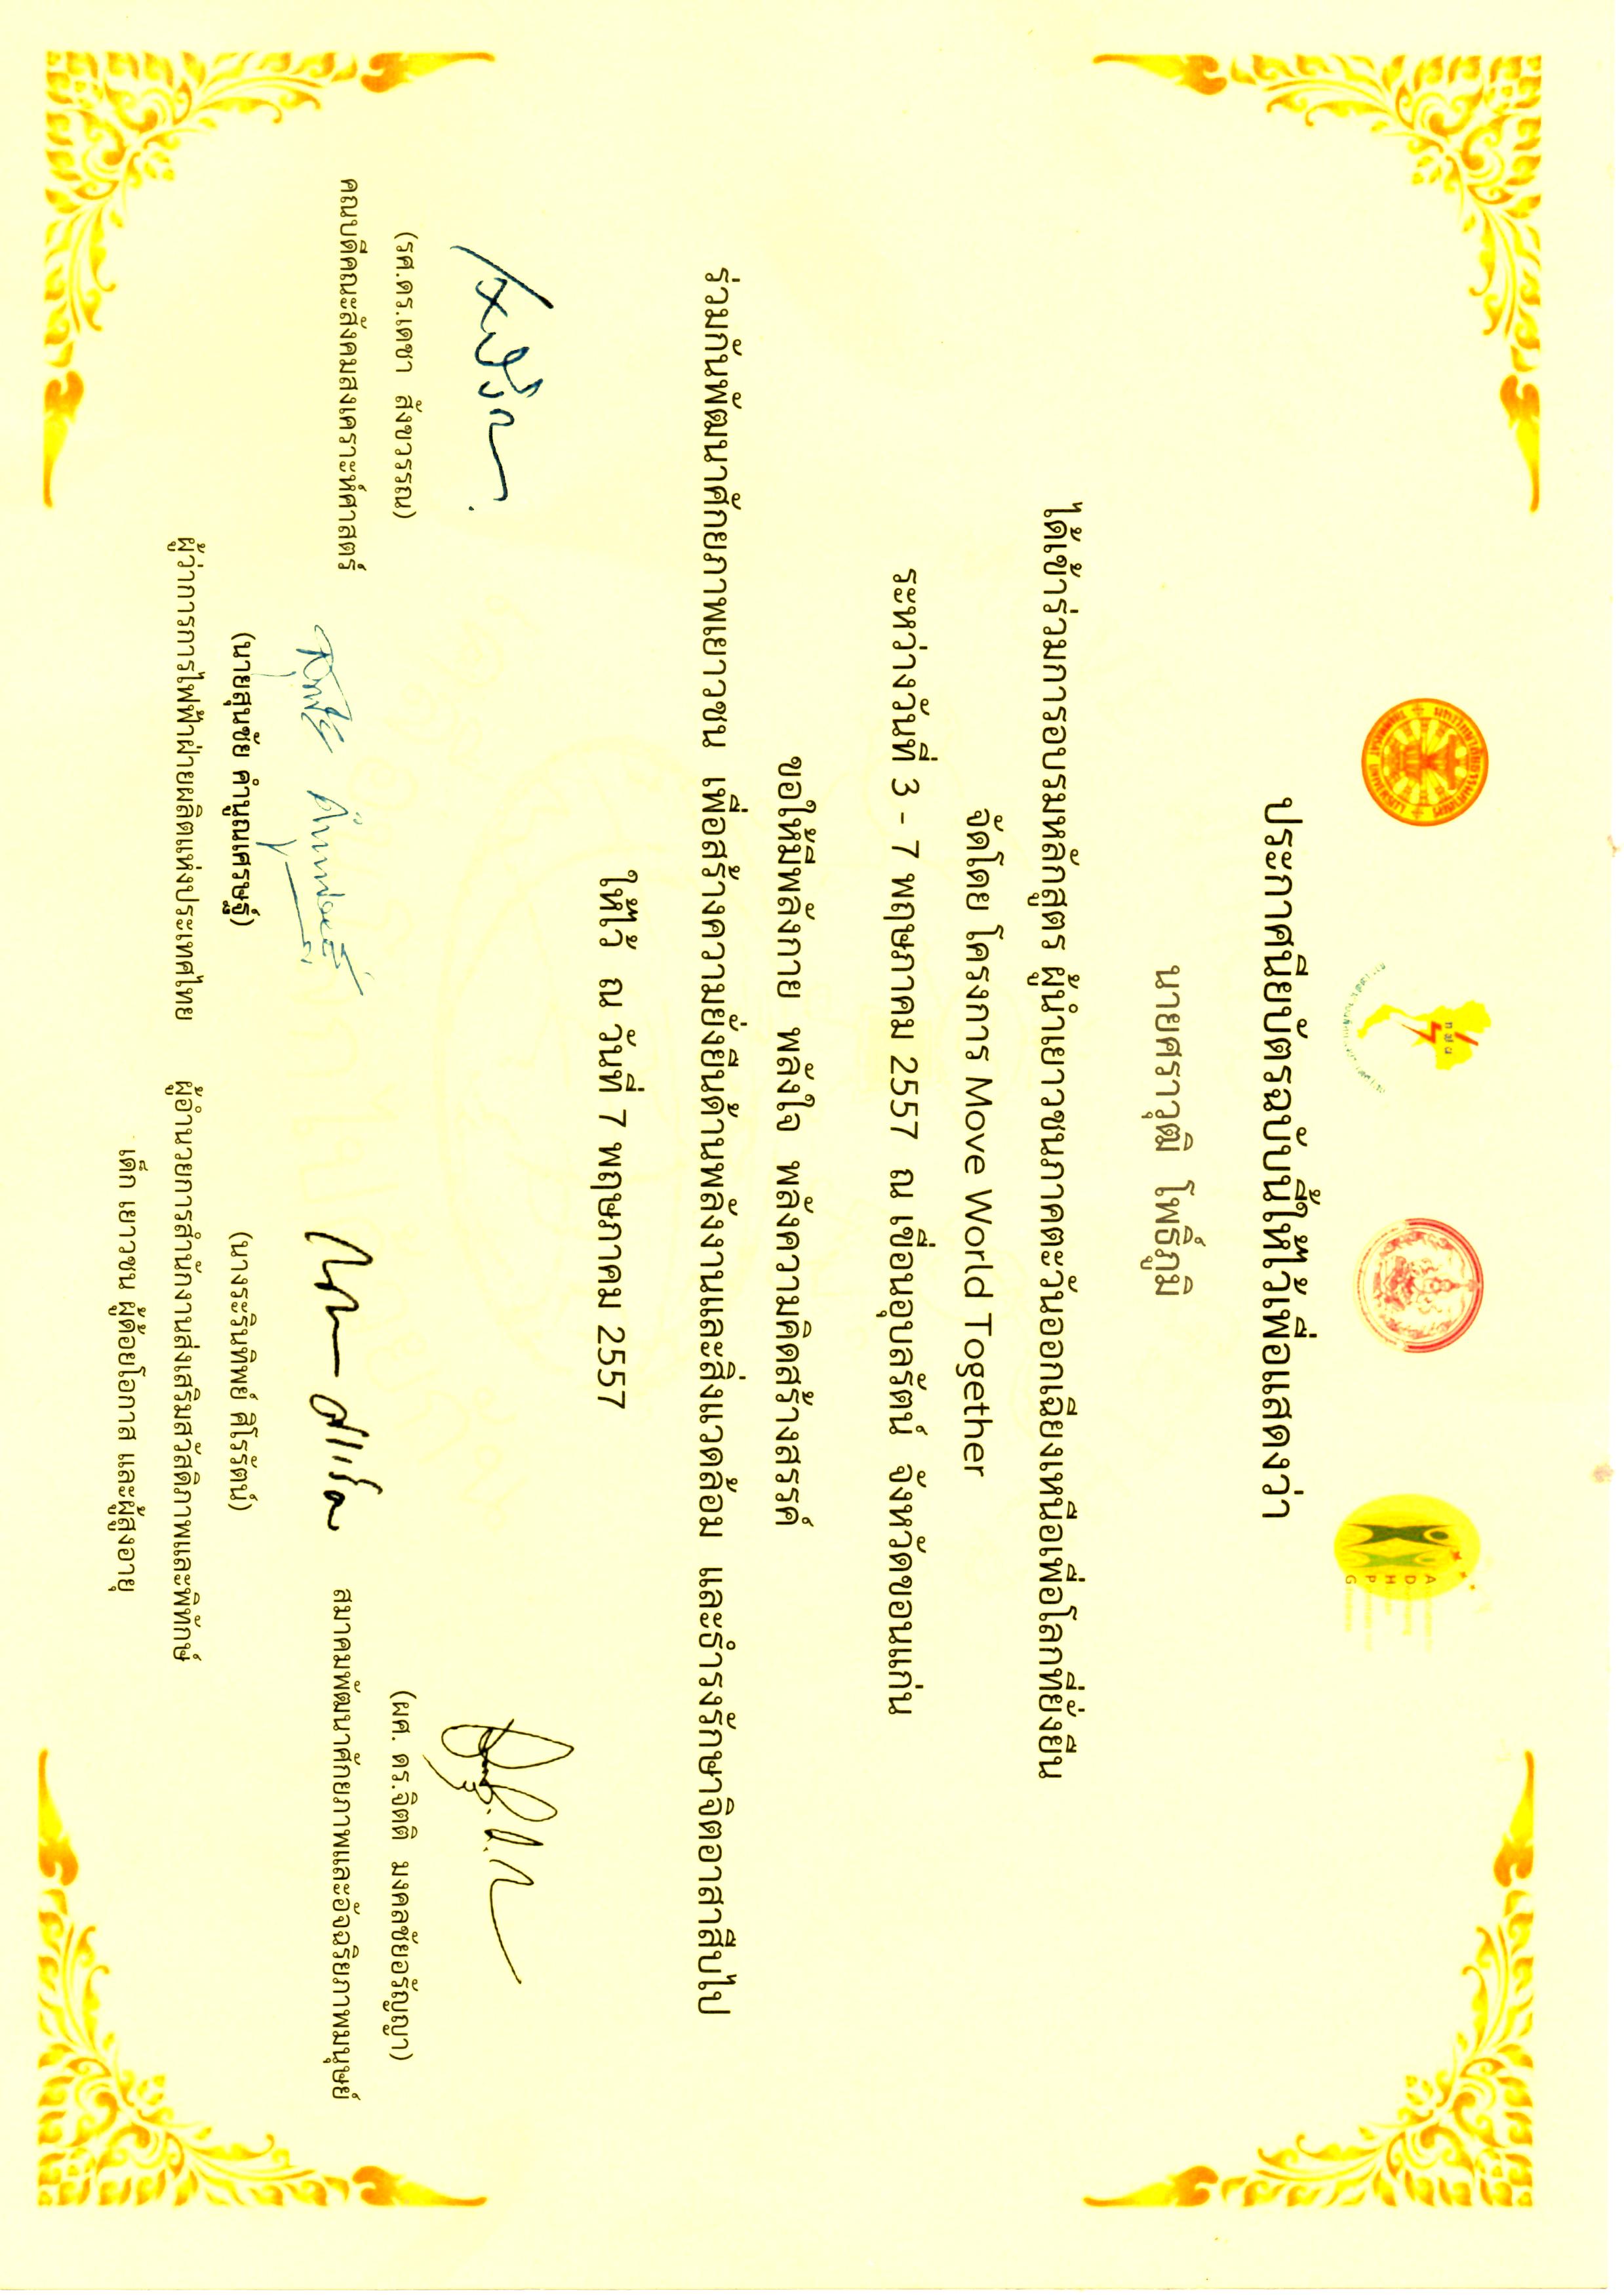 มหาวิทยาลัยธรรมศาสตร์
THAMMASAT UNIVERSITY
กฟผ
A
D
H
P
G
ประกาศนียบัตรฉบับนี้ให้ไว้เพื่อแสดงว่า
นายศราวุฒิ โพธิ์ภูมิ
ได้เข้าร่วมการอบรมหลักสูตร ผู้นำเยาวชนภาคตะวันออกเฉียงเหนือเพื่อโลกที่ยั่งยืน
จัดโดย โครงการ Move World Together
ระหว่างวันที่ 3 - 7 พฤษภาคม 2557 ณ เขื่อนอุบลรัตน์ จังหวัดขอนแก่น
ขอให้มีพลังกาย พลังใจ พลังความคิดสร้างสรรค์
ร่วมกันพัฒนาศักยภาพเยาวชน เพื่อสร้างความยั่งยืนด้านพลังงานและสิ่งแวดล้อม และธำรงรักษาจิตอาสาสืบไป
ให้ไว้ ณ วันที่ 7 พฤษภาคม 2557
(รศ.ดร.เดชา สังขวรรณ)
คณบดีคณะสังคมสงเคราะห์ศาสตร์
(ผศ. ดร.จิตติ มงคลชัยอรัญญา)
สมาคมพัฒนาศักยภาพและอัจฉริยภาพมนุษย์
(นายสุนชัย คำนูณเศรษฐ์)
ผู้ว่าการการไฟฟ้าฝ่ายผลิตแห่งประเทศไทย
(นางระรินทิพย์ ศิโรรัตน์)
ผู้อำนวยการสำนักงานส่งเสริมสวัสดิภาพและพิทักษ์
เด็ก เยาวชน ผู้ด้อยโอกาส และผู้สูงอายุ